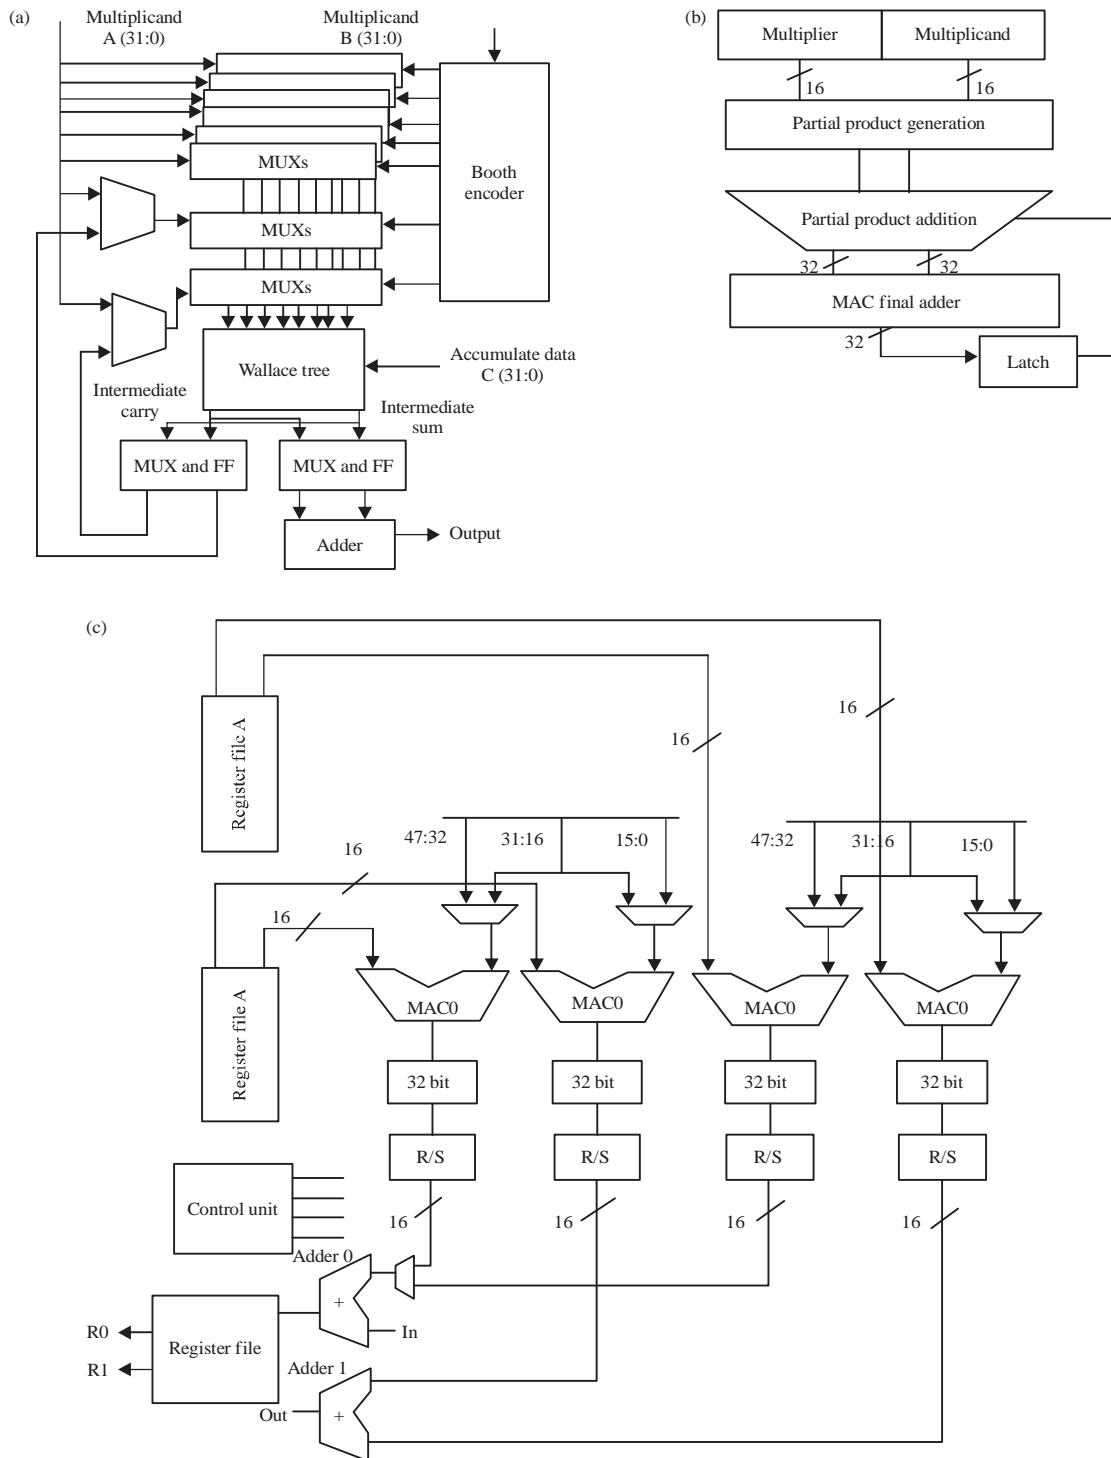 (a)
Multiplicand
A (31:0)
Multiplicand
B (31:0)
MUXs
MUXs
MUXs
Booth
encoder
Wallace tree
Accumulate data
C (31:0)
Intermediate
carry
Intermediate
sum
MUX and FF
MUX and FF
Adder
Output
(b)
Multiplier
Multiplicand
16
16
Partial product generation
Partial product addition
32
32
MAC final adder
32
Latch
(c)
Register file A
16
16
47:32
31:16
15:0
47:32
31:16
15:0
16
16
Register file A
MAC0
MAC0
MAC0
MAC0
32 bit
32 bit
32 bit
32 bit
R/S
R/S
R/S
R/S
Control unit
16
16
16
16
Adder 0
+
In
R0
R1
Register file
Adder 1
Out
+